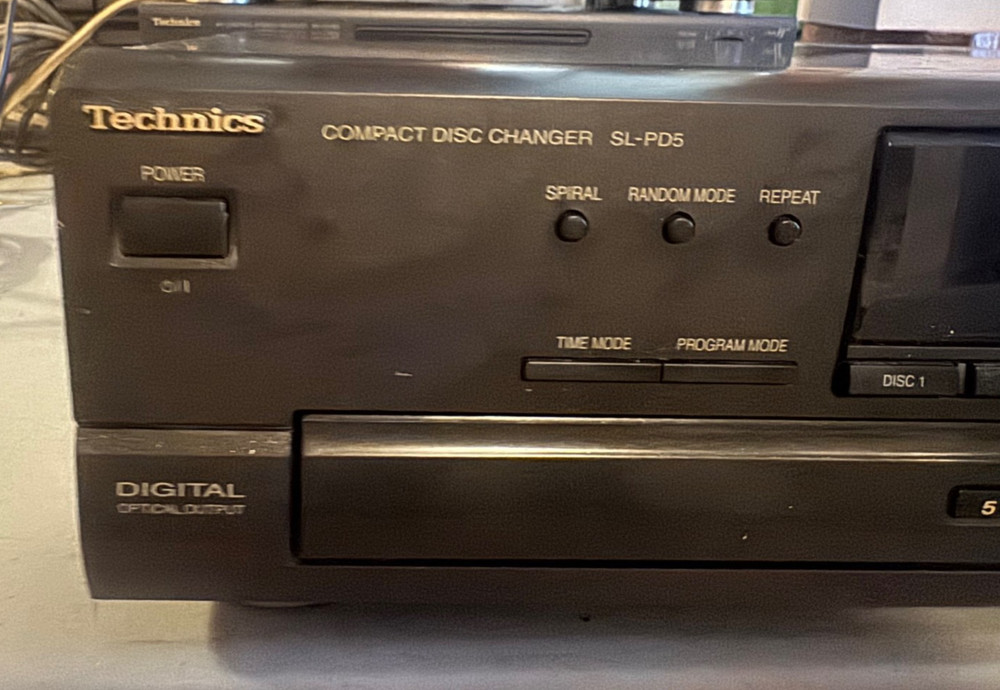 Technics
Technics
COMPACT DISC CHANGER SL-PD5
POWER
SPIRAL RANDOM MODE REPEAT
TIME MODE PROGRAM MODE
DISC 1
DIGITAL
OPTICAL OUTPUT
5